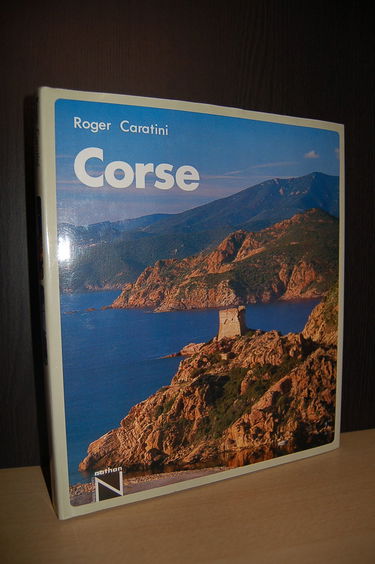 Roger Caratini
Corse
nathan
N